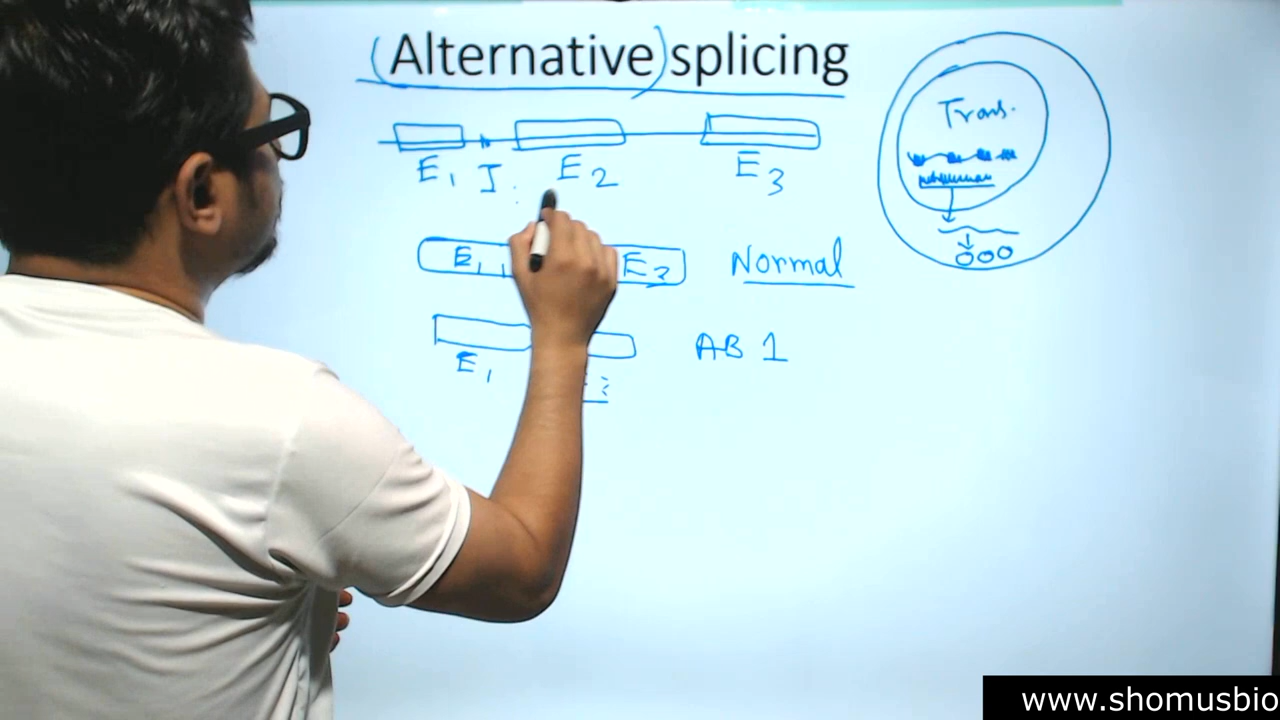 (Alternative) splicing
E1 I. E2 E3
Trans.
E1 E3 Normal
AB 1
E1
www.shomusbio